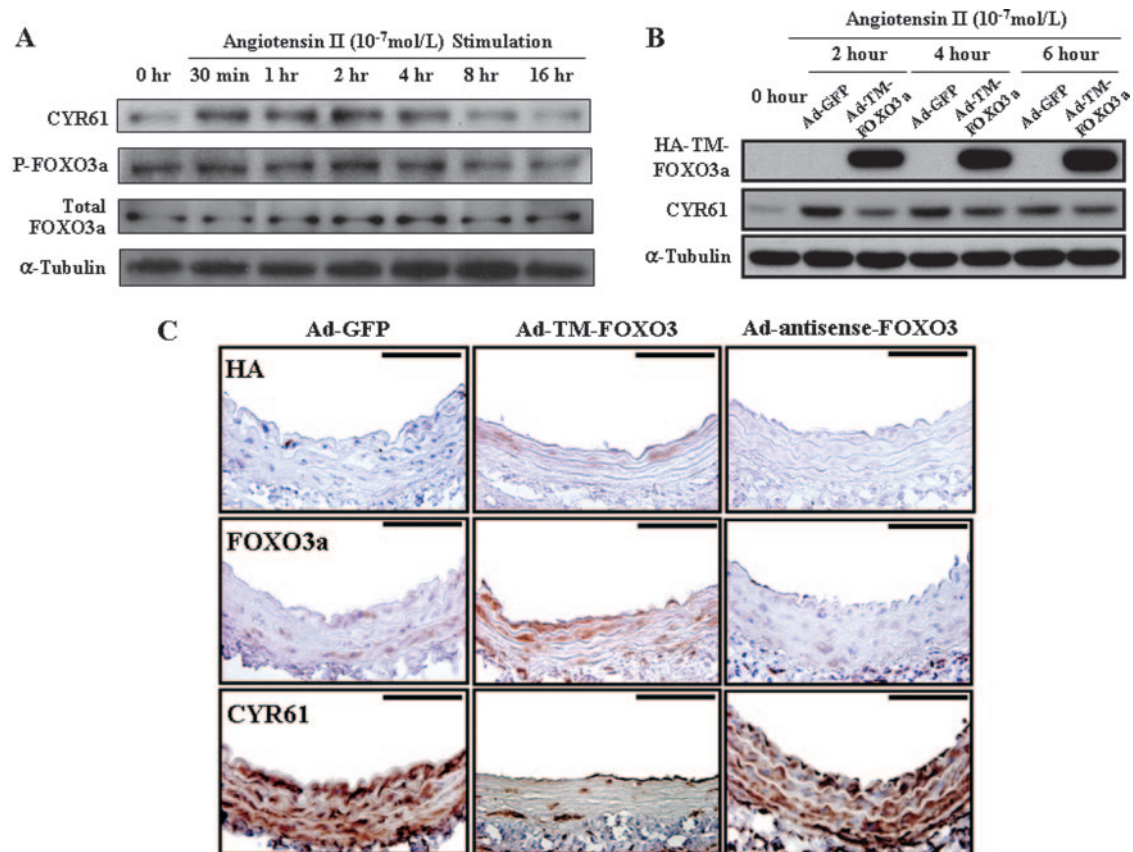 A
Angiotensin II (10⁻⁷mol/L) Stimulation
0 hr 30 min 1 hr 2 hr 4 hr 8 hr 16 hr
CYR61
P-FOXO3a
Total
FOXO3a
α-Tubulin
B
Angiotensin II (10⁻⁷mol/L)
2 hour 4 hour 6 hour
0 hour Ad-GFP Ad-TM-FOXO3a Ad-GFP Ad-TM-FOXO3a Ad-GFP Ad-TM-FOXO3a
HA-TM-
FOXO3a
CYR61
α-Tubulin
C
Ad-GFP Ad-TM-FOXO3 Ad-antisense-FOXO3
HA
FOXO3a
CYR61